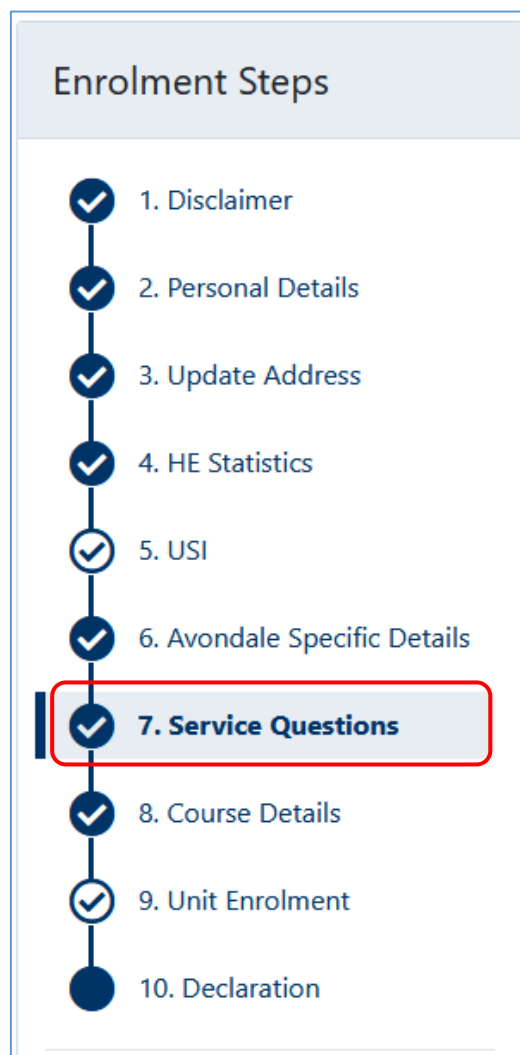 Enrolment Steps
1. Disclaimer
2. Personal Details
3. Update Address
4. HE Statistics
5. USI
6. Avondale Specific Details
7. Service Questions
8. Course Details
9. Unit Enrolment
10. Declaration